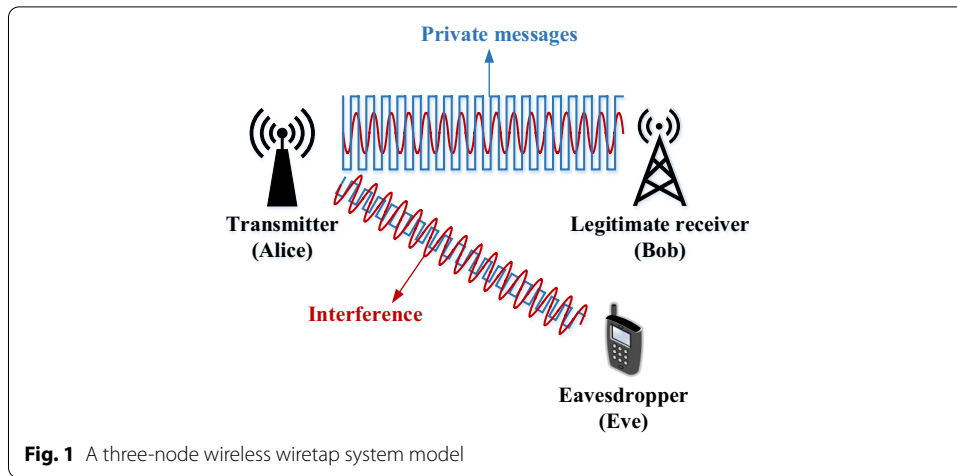 Private messages
Transmitter
(Alice)
Legitimate receiver
(Bob)
Interference
Eavesdropper
(Eve)
Fig. 1 A three-node wireless wiretap system model